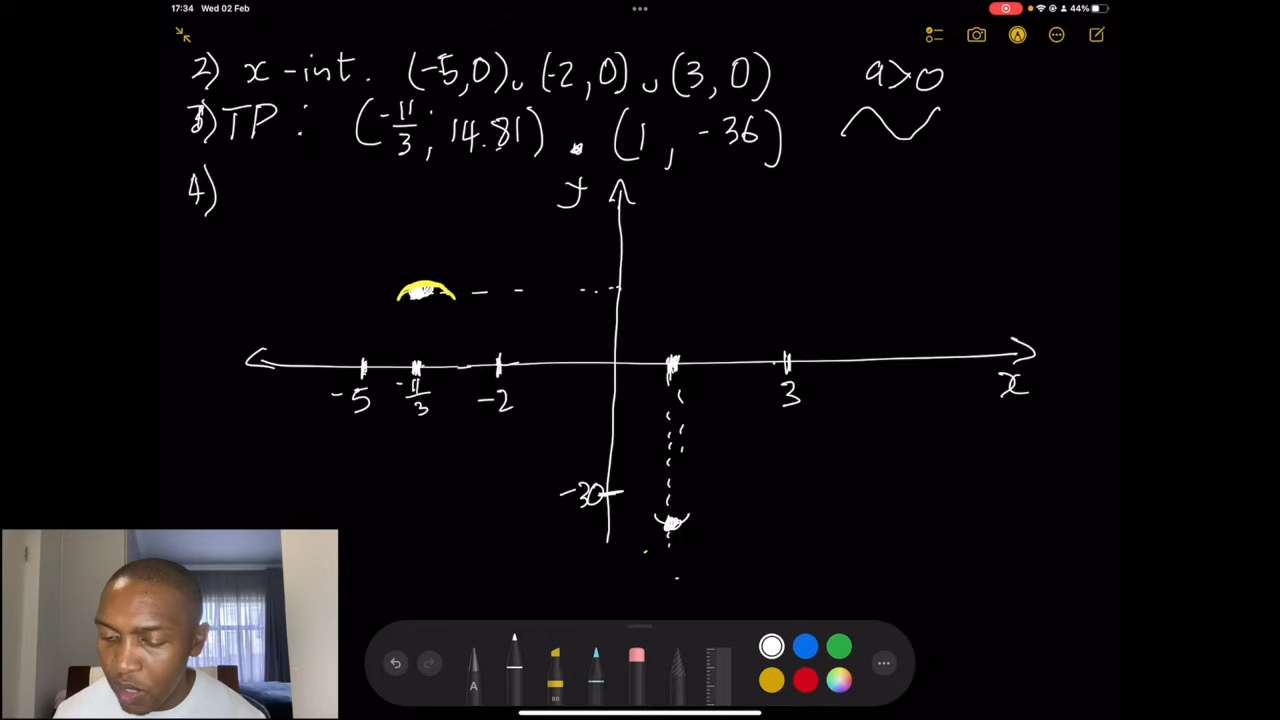 17:34 Wed 02 Feb
44%
2) x-int. (-5,0), (-2,0), (3,0) a>0
3) TP: (-11/3; 14.81) . (1, -36)
4)
y
-5 -11/3 -2 3 x
-30
A
80